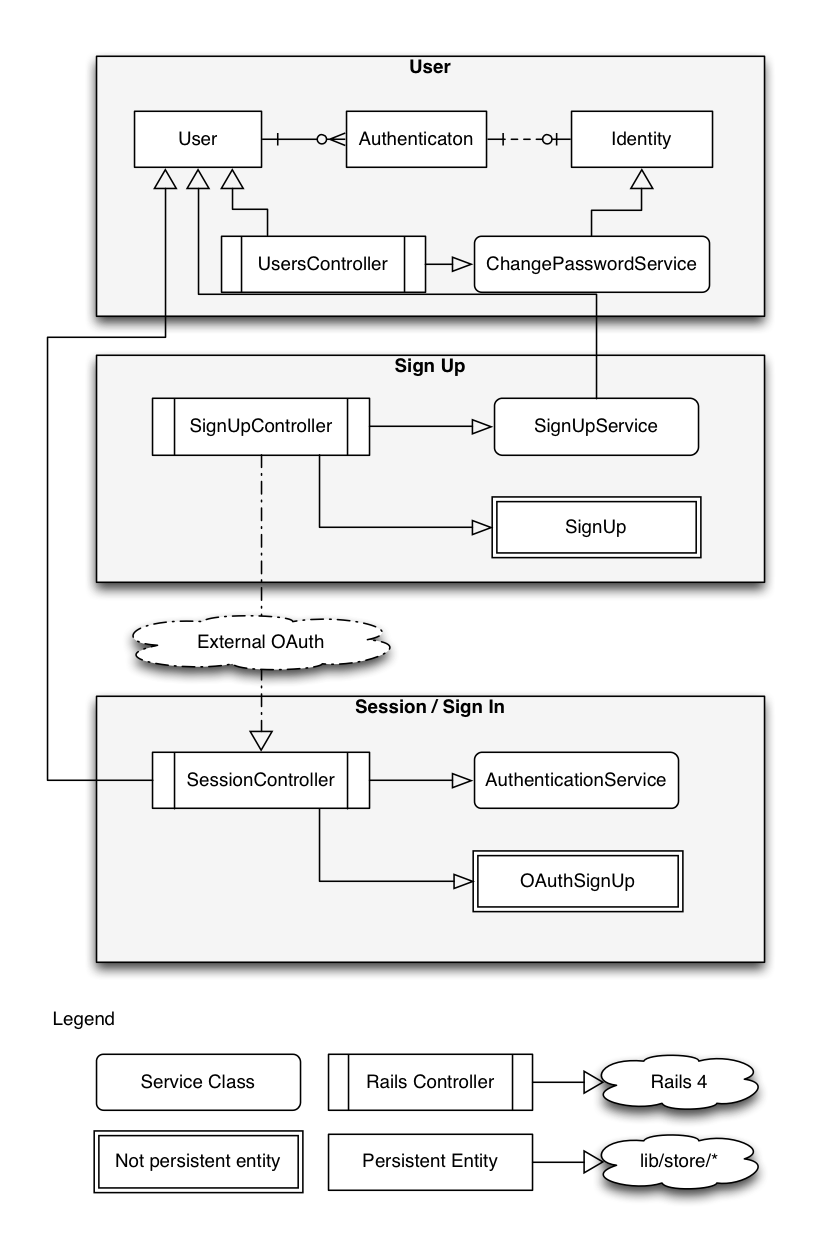 User
User
Authenticaton
Identity
UsersController
ChangePasswordService
Sign Up
SignUpController
SignUpService
SignUp
External OAuth
Session / Sign In
SessionController
AuthenticationService
OAuthSignUp
Legend
Service Class
Rails Controller
Rails 4
Not persistent entity
Persistent Entity
lib/store/*